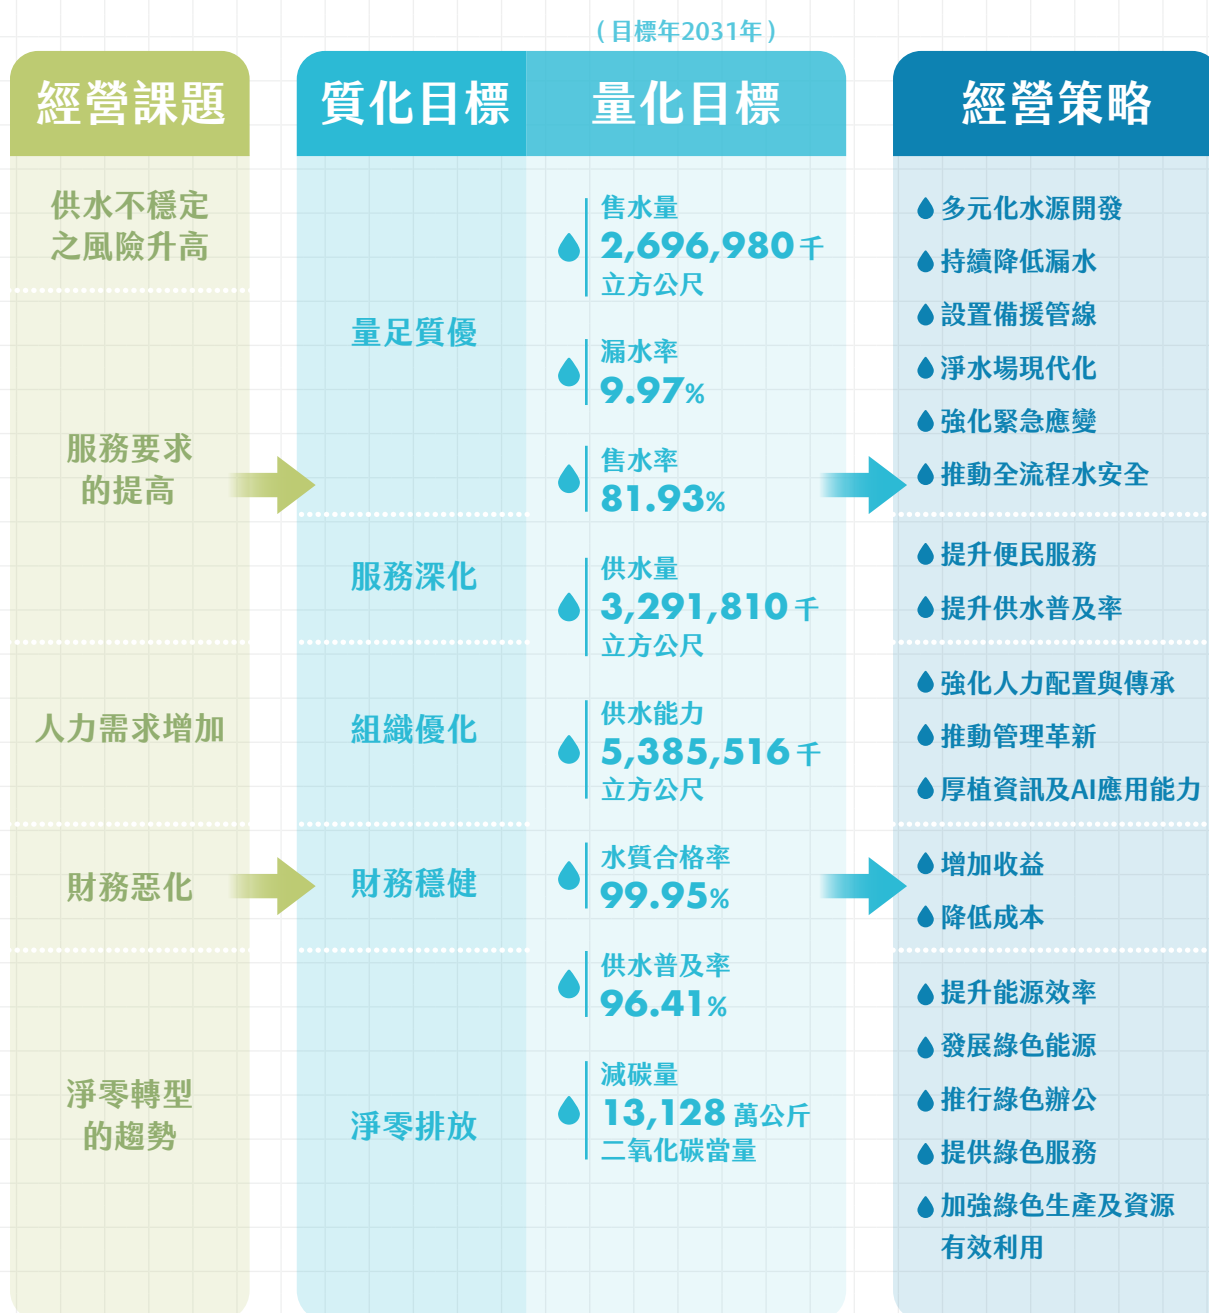 (目標年2031年)
經營課題
供水不穩定
之風險升高
服務要求
的提高
人力需求增加
財務惡化
淨零轉型
的趨勢
質化目標
量足質優
服務深化
組織優化
財務穩健
淨零排放
量化目標
售水量
2,696,980千
立方公尺
漏水率
9.97%
售水率
81.93%
供水量
3,291,810千
立方公尺
供水能力
5,385,516千
立方公尺
水質合格率
99.95%
供水普及率
96.41%
減碳量
13,128萬公斤
二氧化碳當量
經營策略
多元化水源開發
持續降低漏水
設置備援管線
淨水場現代化
強化緊急應變
推動全流程水安全
提升便民服務
提升供水普及率
強化人力配置與傳承
推動管理革新
厚植資訊及AI應用能力
增加收益
降低成本
提升能源效率
發展綠色能源
推行綠色辦公
提供綠色服務
加強綠色生產及資源
有效利用